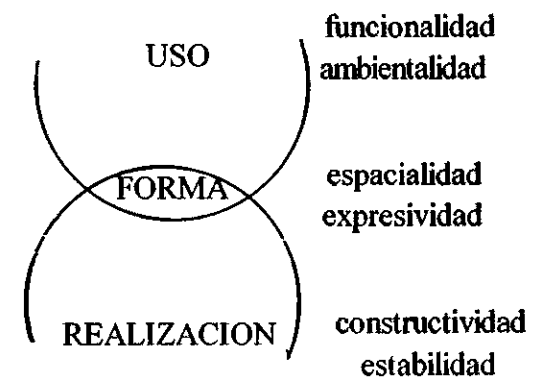 USO
funcionalidad
ambientalidad
FORMA
espacialidad
expresividad
REALIZACION
constructividad
estabilidad